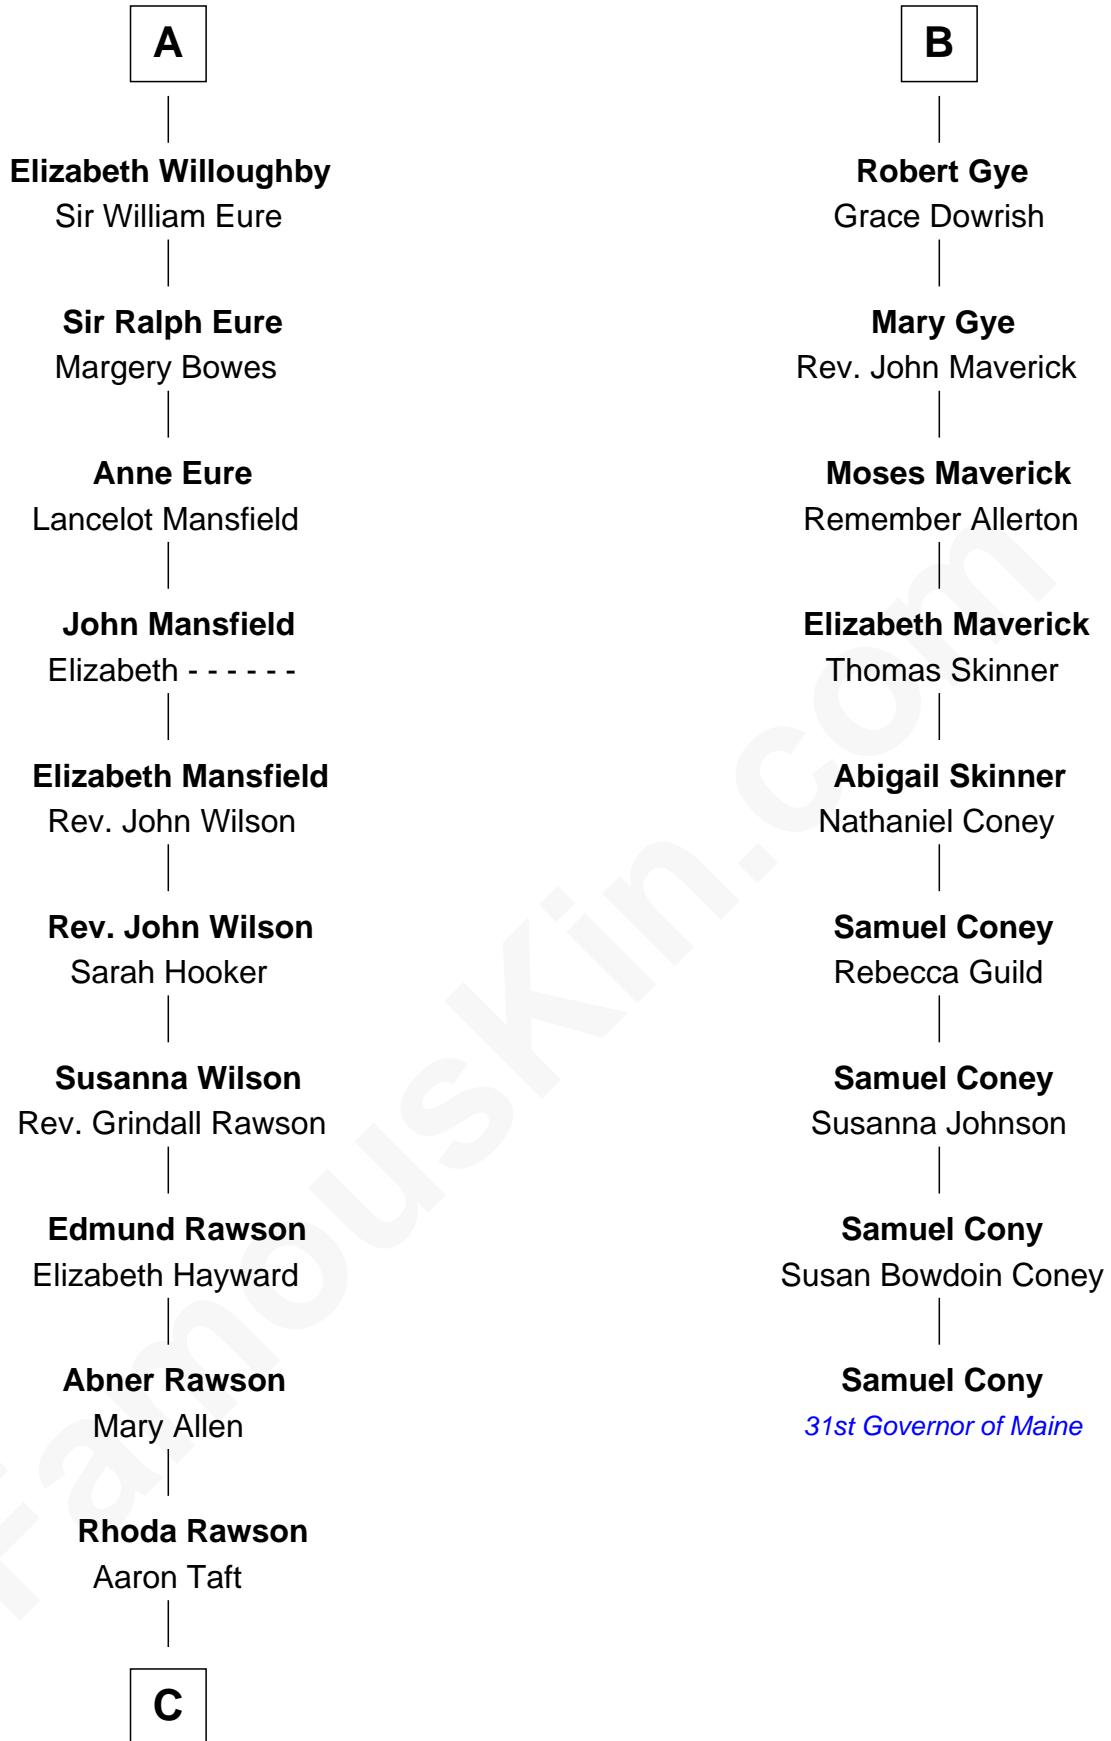 A
Elizabeth Willoughby
Sir William Eure
Sir Ralph Eure
Margery Bowes
Anne Eure
Lancelot Mansfield
John Mansfield
Elizabeth - - - - - -
Elizabeth Mansfield
Rev. John Wilson
Rev. John Wilson
Sarah Hooker
Susanna Wilson
Rev. Grindall Rawson
Edmund Rawson
Elizabeth Hayward
Abner Rawson
Mary Allen
Rhoda Rawson
Aaron Taft
C
B
Robert Gye
Grace Dowrish
Mary Gye
Rev. John Maverick
Moses Maverick
Remember Allerton
Elizabeth Maverick
Thomas Skinner
Abigail Skinner
Nathaniel Coney
Samuel Coney
Rebecca Guild
Samuel Coney
Susanna Johnson
Samuel Cony
Susan Bowdoin Coney
Samuel Cony
31st Governor of Maine
FamousKin.com